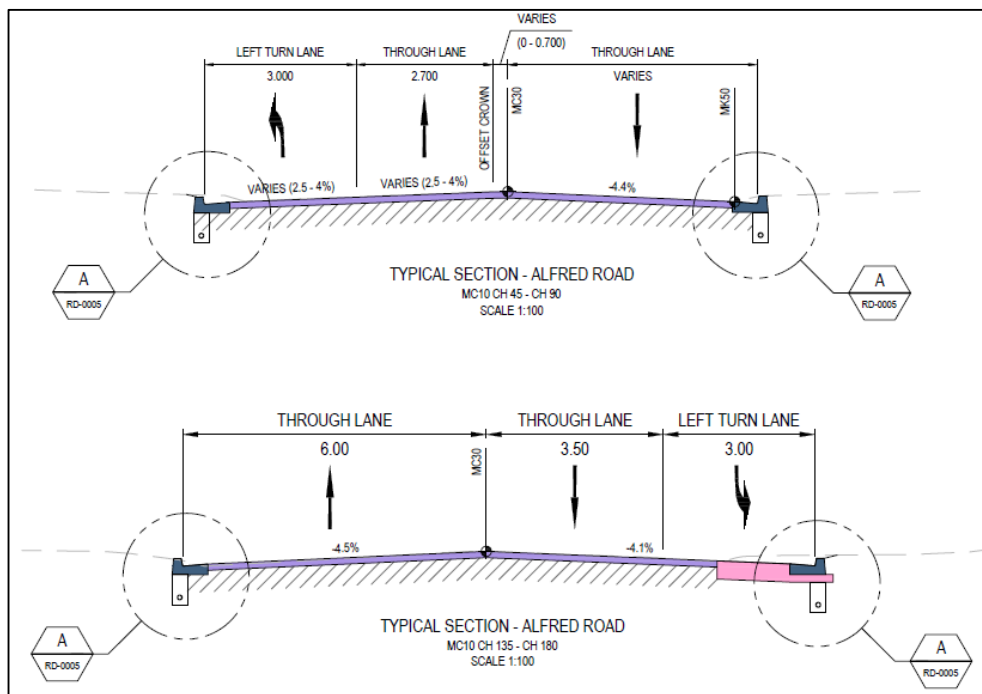 VARIES
(0 - 0.700)
LEFT TURN LANE
THROUGH LANE
THROUGH LANE
3.000
2.700
VARIES
OFFSET CROWN
MC30
MK50
VARIES (2.5 - 4%)
VARIES (2.5 - 4%)
-4.4%
A
RD-0005
TYPICAL SECTION - ALFRED ROAD
MC10 CH 45 - CH 90
SCALE 1:100
A
RD-0005
THROUGH LANE
THROUGH LANE
LEFT TURN LANE
6.00
3.50
3.00
MC30
-4.5%
-4.1%
A
RD-0005
TYPICAL SECTION - ALFRED ROAD
MC10 CH 135 - CH 180
SCALE 1:100
A
RD-0005